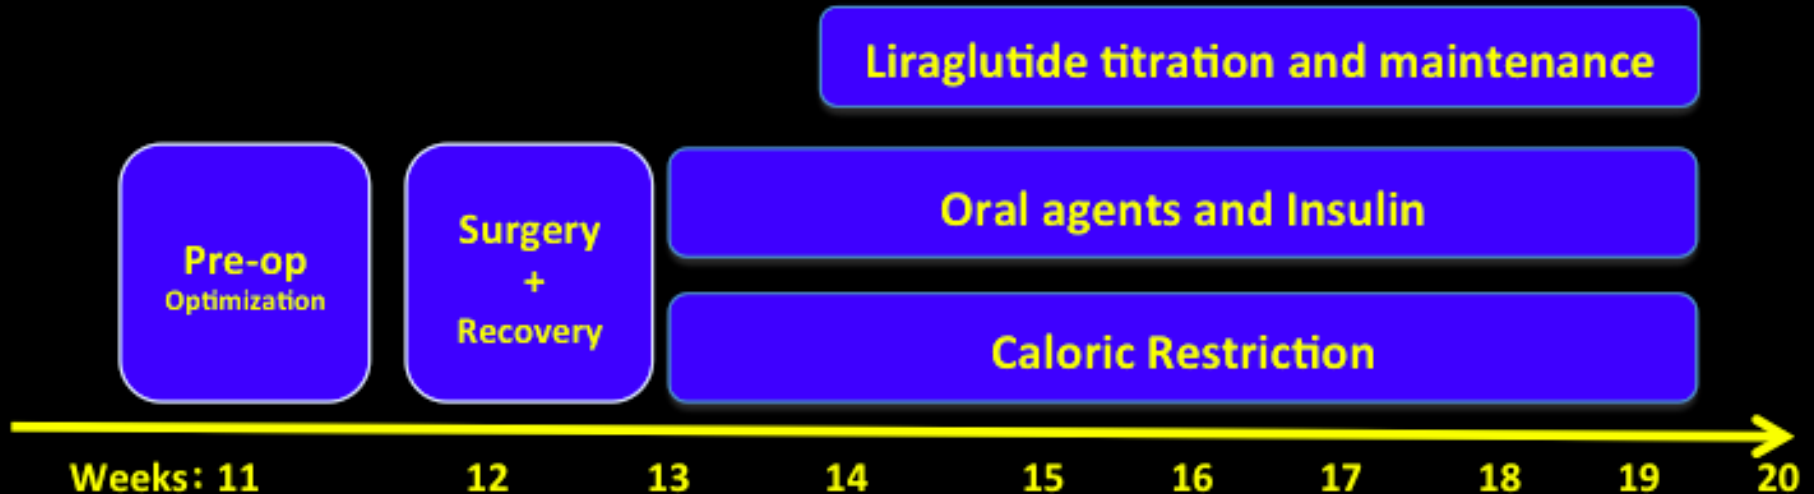 Liraglutide titration and maintenance
Pre-op
Optimization
Surgery
+
Recovery
Oral agents and Insulin
Caloric Restriction
Weeks: 11 12 13 14 15 16 17 18 19 20